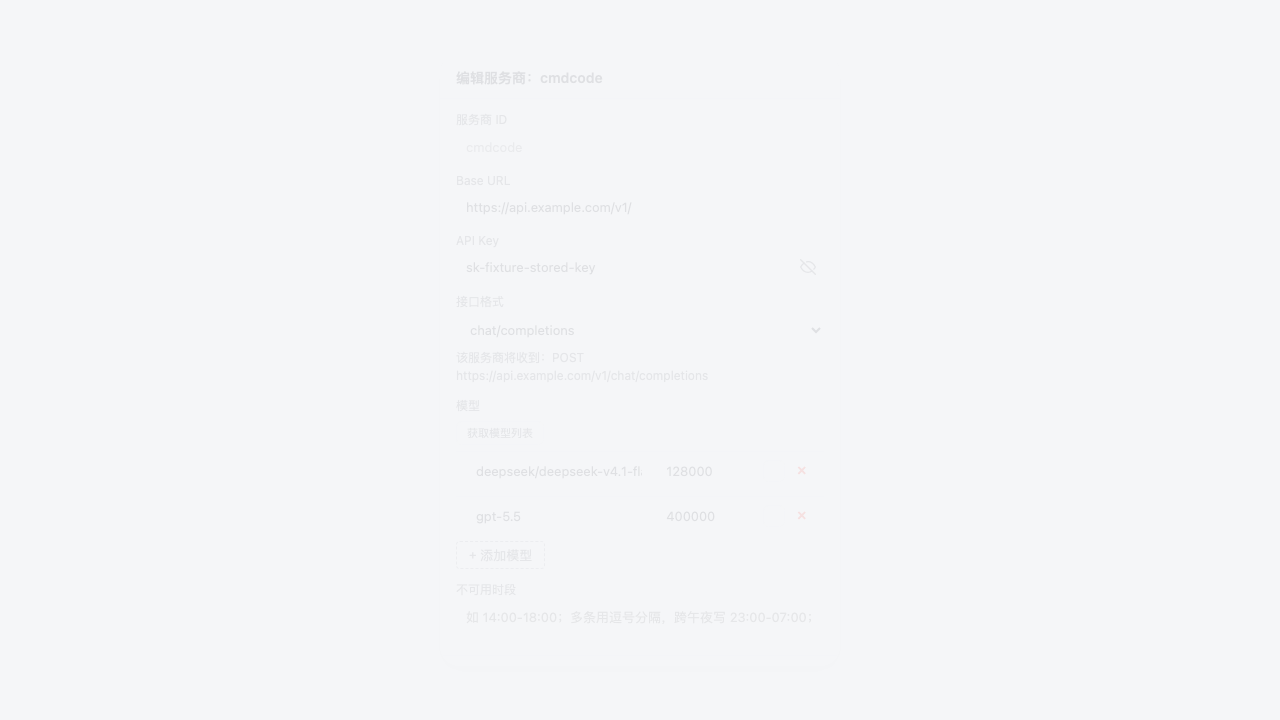 编辑服务商：cmdcode
服务商 ID
cmdcode
Base URL
https://api.example.com/v1/
API Key
sk-fixture-stored-key
接口格式
chat/completions
该服务商将收到：POST
https://api.example.com/v1/chat/completions
模型
获取模型列表
deepseek/deepseek-v4.1-fl 128000 ×
gpt-5.5 400000 ×
+ 添加模型
不可用时段
如 14:00-18:00；多条用逗号分隔，跨午夜写 23:00-07:00；